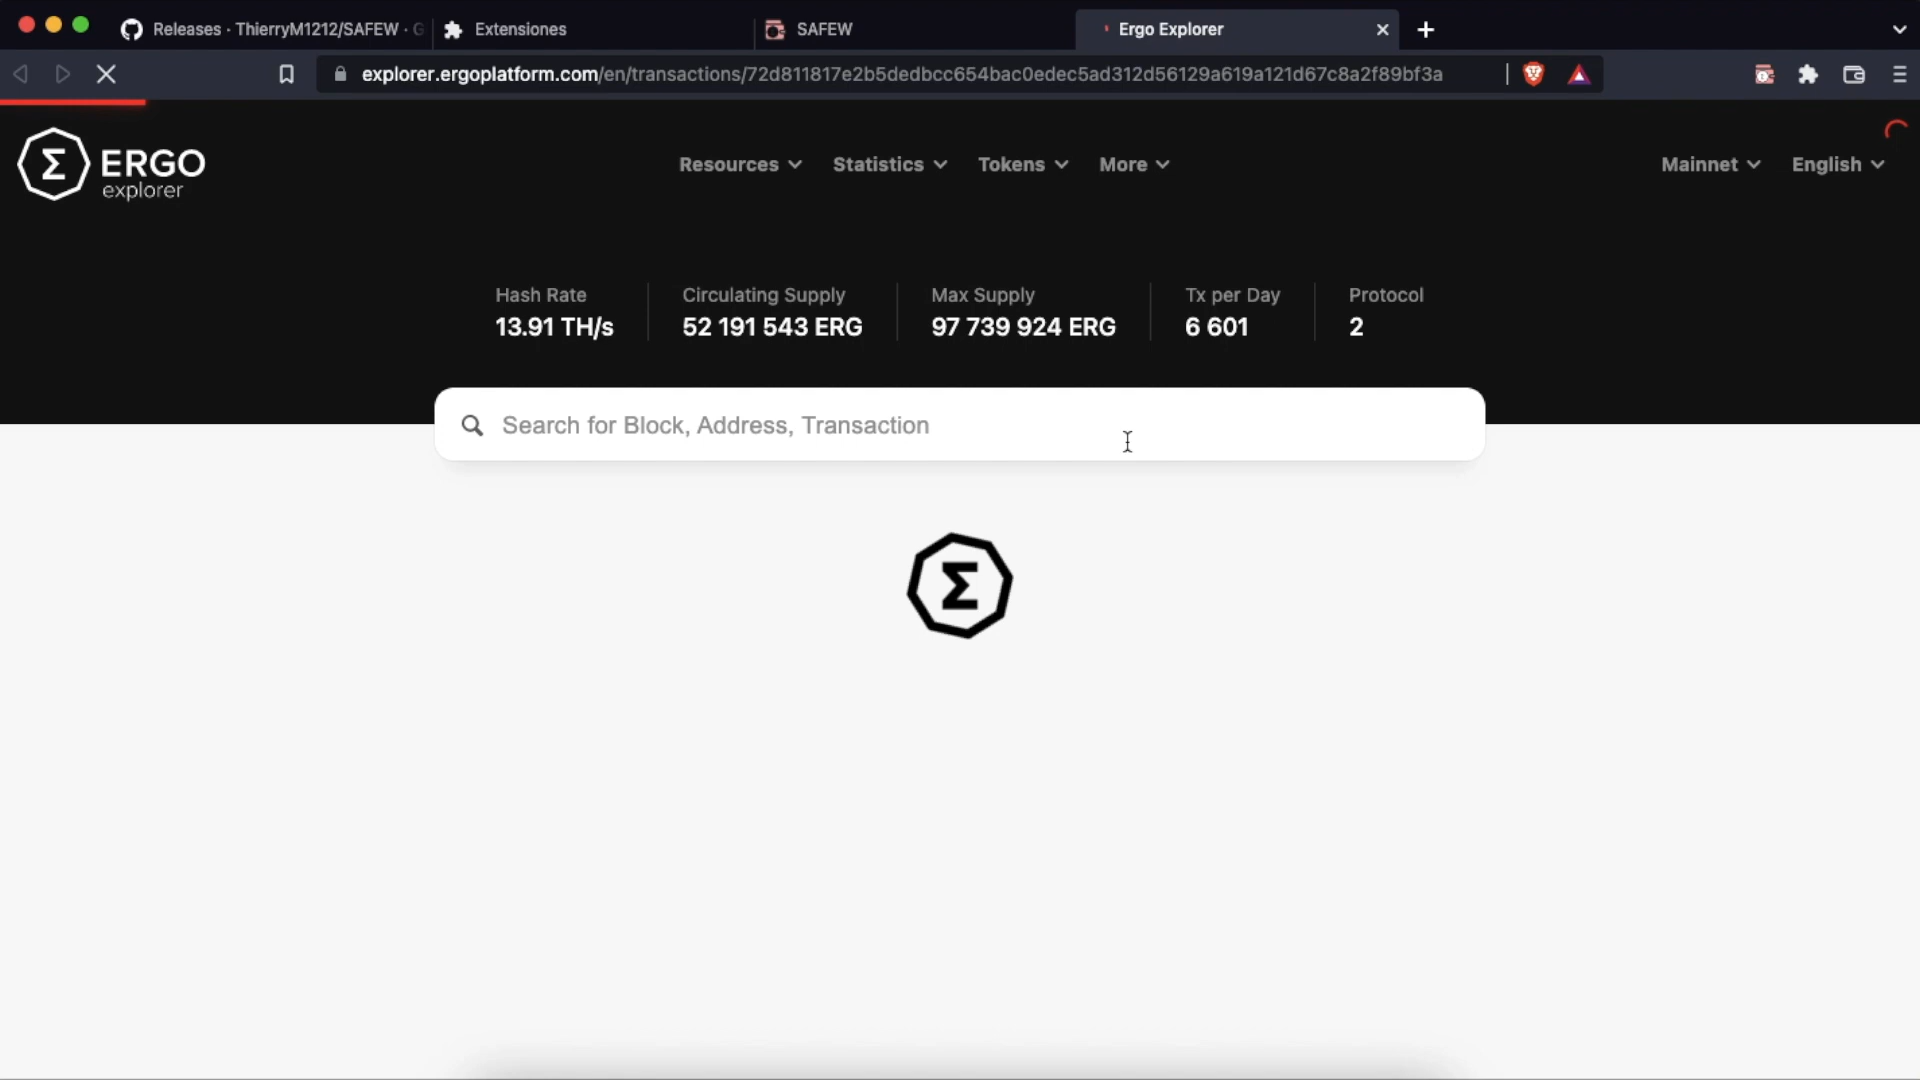 Releases · ThierryM1212/SAFEW · G
Extensiones
SAFEW
Ergo Explorer
explorer.ergoplatform.com/en/transactions/72d811817e2b5dedbcc654bac0edec5ad312d56129a619a121d67c8a2f89bf3a
Σ ERGO
explorer
Resources
Statistics
Tokens
More
Mainnet
English
Hash Rate
13.91 TH/s
Circulating Supply
52 191 543 ERG
Max Supply
97 739 924 ERG
Tx per Day
6 601
Protocol
2
Search for Block, Address, Transaction
Σ